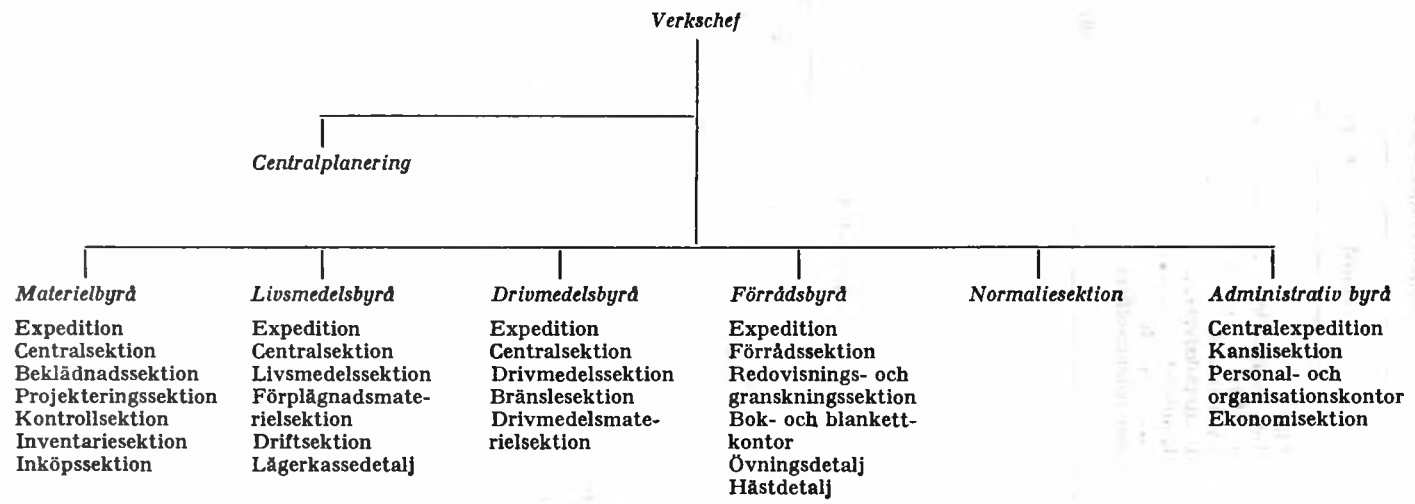 Verkschef
Centralplanering
Materielbyrå
Expedition
Centralsektion
Beklädnadssektion
Projekteringssektion
Kontrollsektion
Inventariesektion
Inköpssektion
Livsmedelsbyrå
Expedition
Centralsektion
Livsmedelssektion
Förplägnadsmate-
rielsektion
Driftsektion
Lägerkassedetalj
Drivmedelsbyrå
Expedition
Centralsektion
Drivmedelssektion
Bränslesektion
Drivmedelsmate-
rielsektion
Förrådsbyrå
Expedition
Förrådssektion
Redovisnings- och
granskningssektion
Bok- och blankett-
kontor
Övningsdetalj
Hästdetalj
Normaliesektion
Administrativ byrå
Centralexpedition
Kanslisektion
Personal- och
organisationskontor
Ekonomisektion